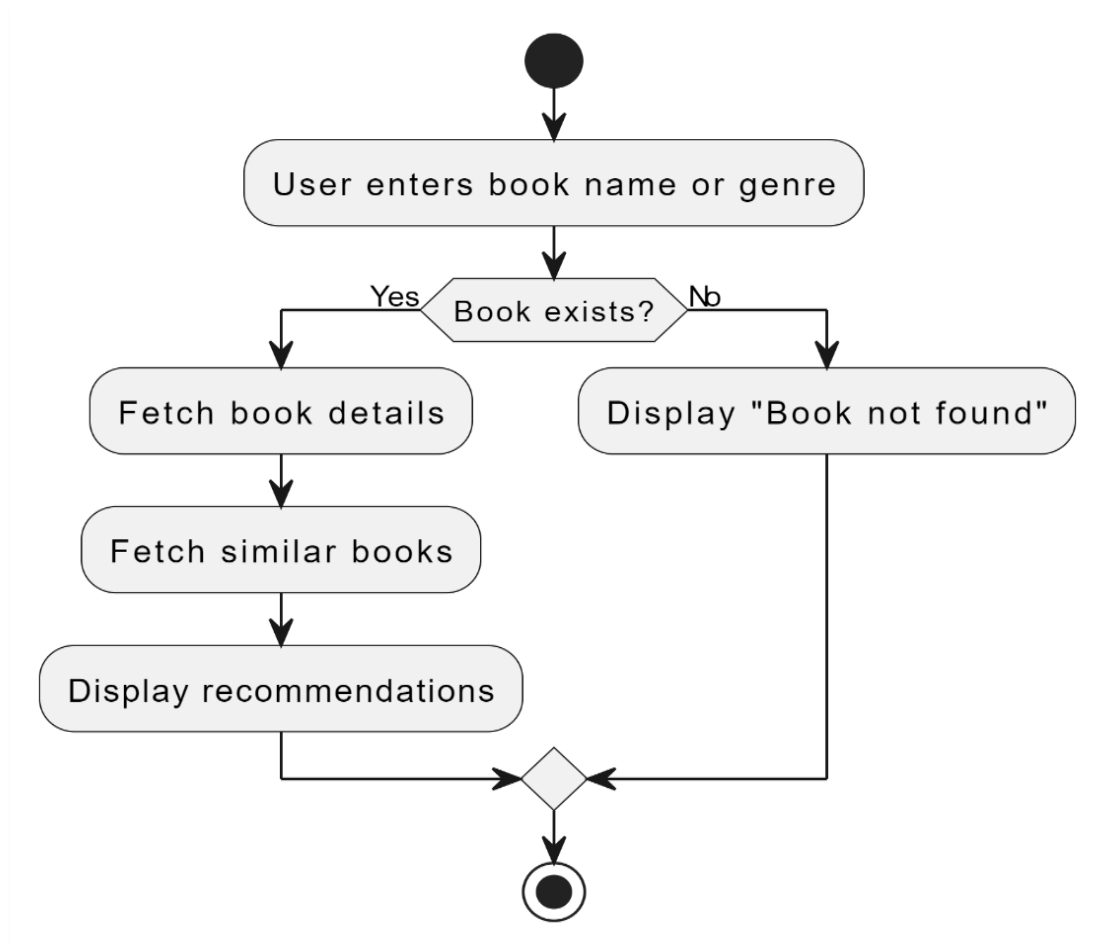 User enters book name or genre
Yes
Book exists?
No
Fetch book details
Display "Book not found"
Fetch similar books
Display recommendations